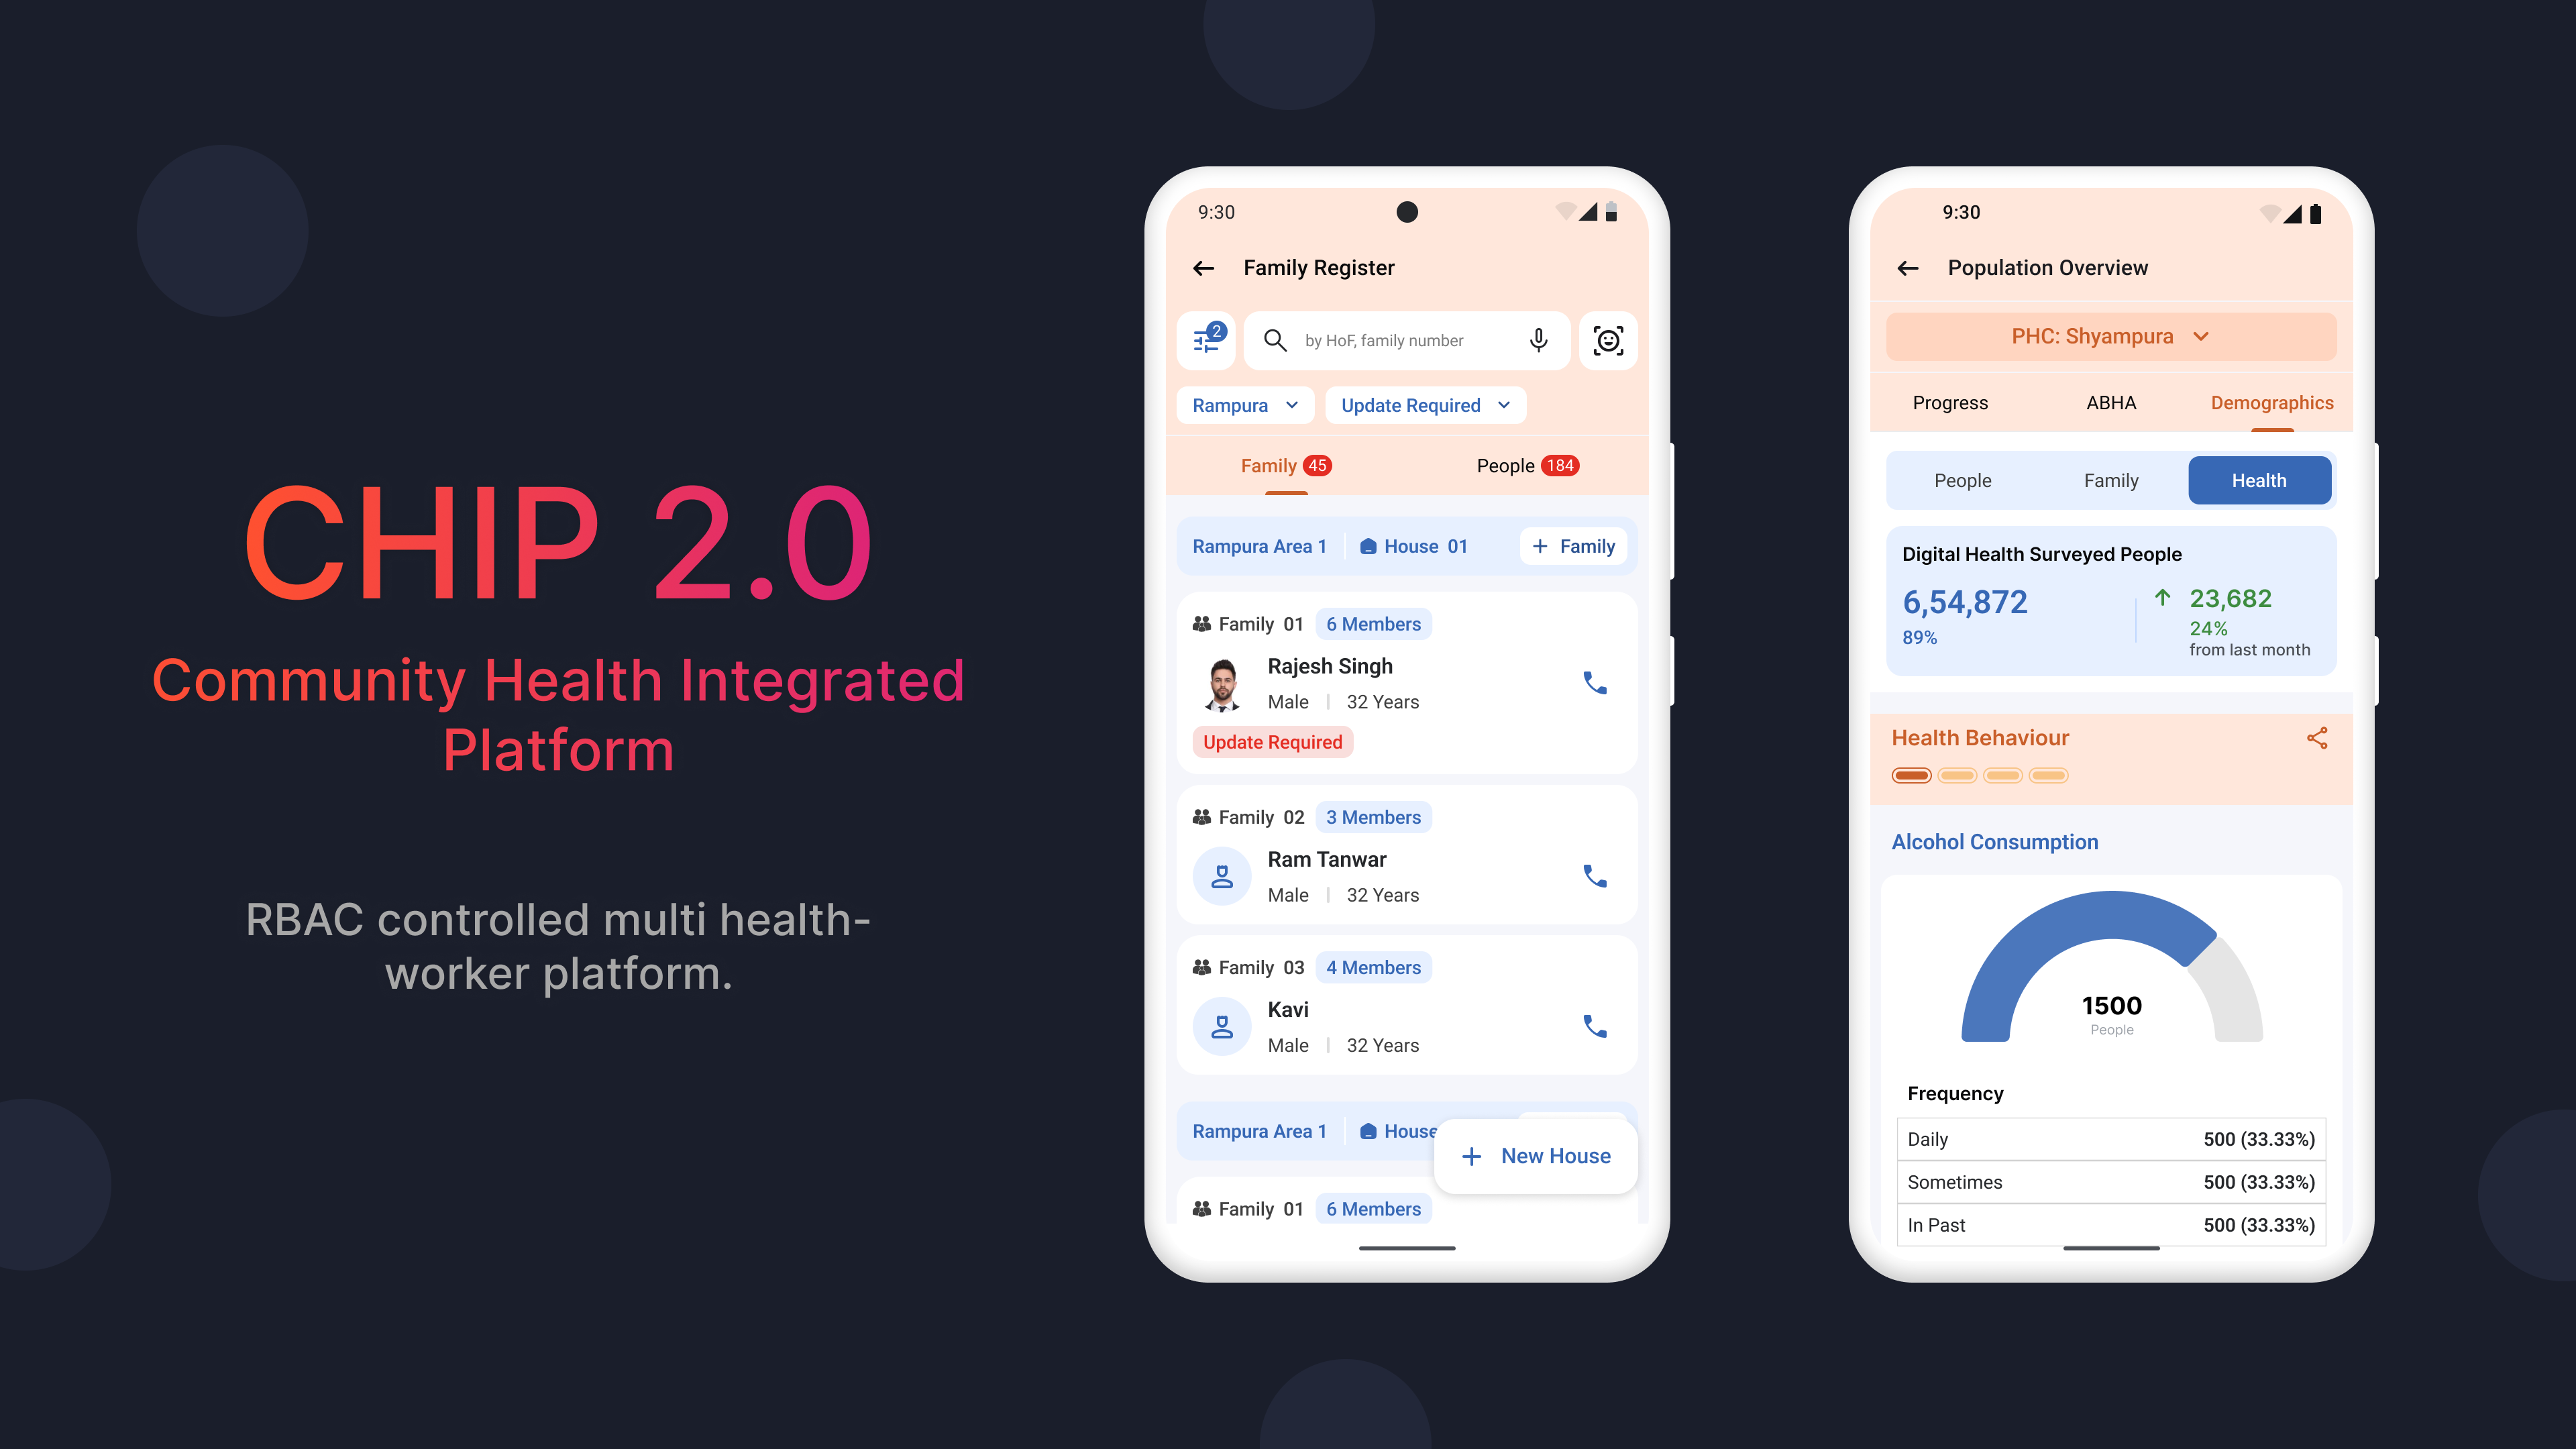 CHIP 2.0
Community Health Integrated
Platform
RBAC controlled multi health-
worker platform.
9:30
Family Register
2
by HoF, family number
Rampura
Update Required
Family 45
People 184
Rampura Area 1
House 01
+ Family
Family 01
6 Members
Rajesh Singh
Male | 32 Years
Update Required
Family 02
3 Members
Ram Tanwar
Male | 32 Years
Family 03
4 Members
Kavi
Male | 32 Years
Rampura Area 1
House
+ New House
Family 01
6 Members
9:30
Population Overview
PHC: Shyampura
Progress
ABHA
Demographics
People
Family
Health
Digital Health Surveyed People
6,54,872
89%
23,682
24%
from last month
Health Behaviour
Alcohol Consumption
1500
People
Frequency
Daily 500 (33.33%)
Sometimes 500 (33.33%)
In Past 500 (33.33%)